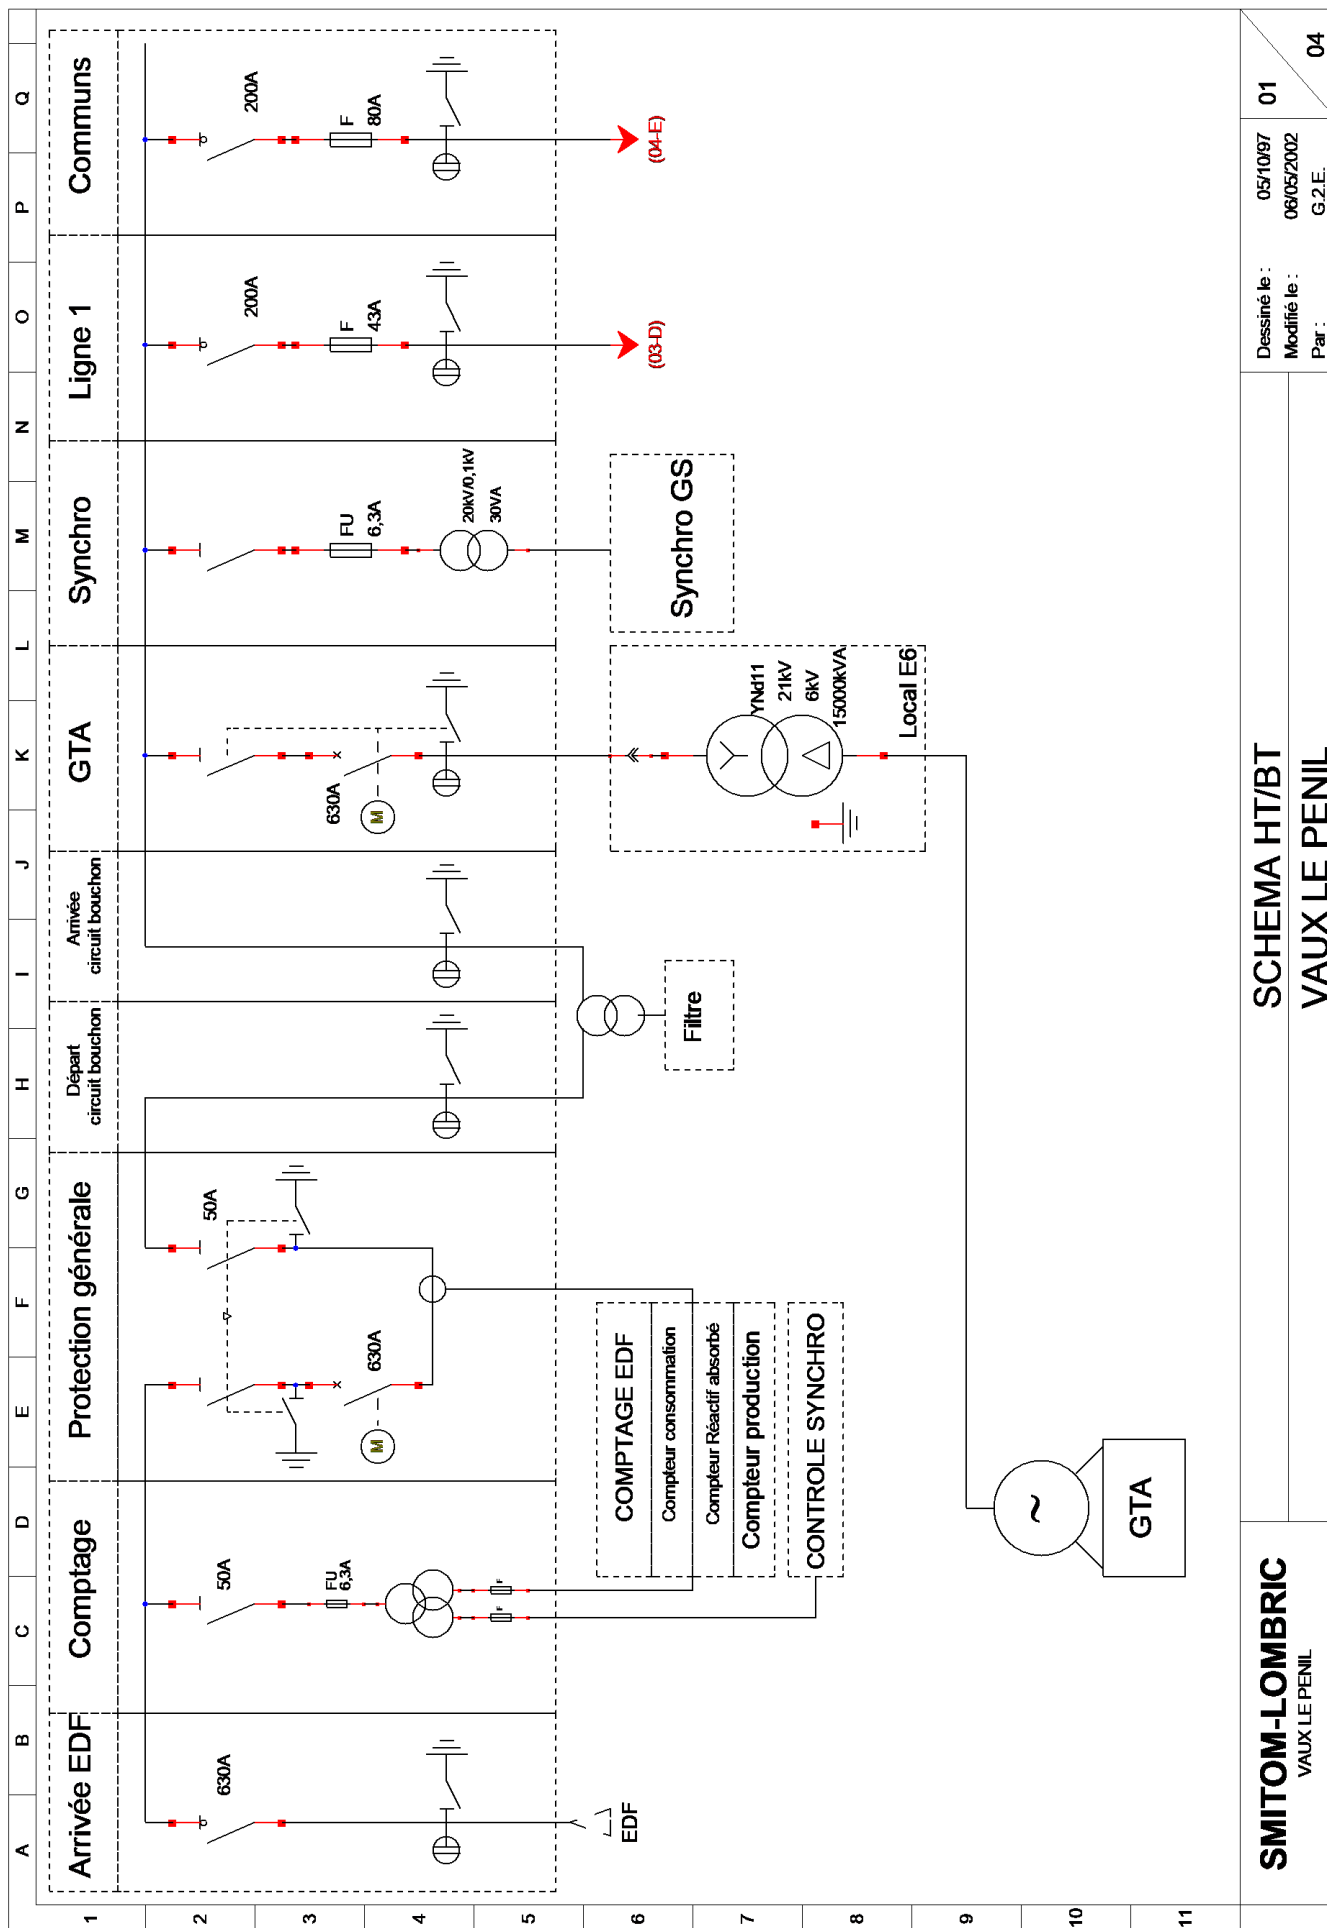 A B C D E F G H I J K L M N O P Q
1
2
3
4
5
6
7
8
9
10
11
Arrivée EDF
630A
EDF
Comptage
50A
FU
6,3A
F
F
Protection générale
50A
630A
M
COMPTAGE EDF
Compteur consommation
Compteur Réactif absorbé
Compteur production
CONTROLE SYNCHRO
Départ
circuit bouchon
Arrivée
circuit bouchon
Filtre
GTA
630A
M
YNd11
21kV
6kV
15000kVA
Local E6
~
GTA
Synchro
FU
6,3A
20kV/0,1kV
30VA
Synchro GS
Ligne 1
200A
F
43A
(03-D)
Communs
200A
F
80A
(04-E)
SMITOM-LOMBRIC
VAUX LE PENIL
SCHEMA HT/BT
VAUX LE PENIL
Dessiné le : 05/10/97
Modifié le : 06/05/2002
Par : G.2.E.
01
04